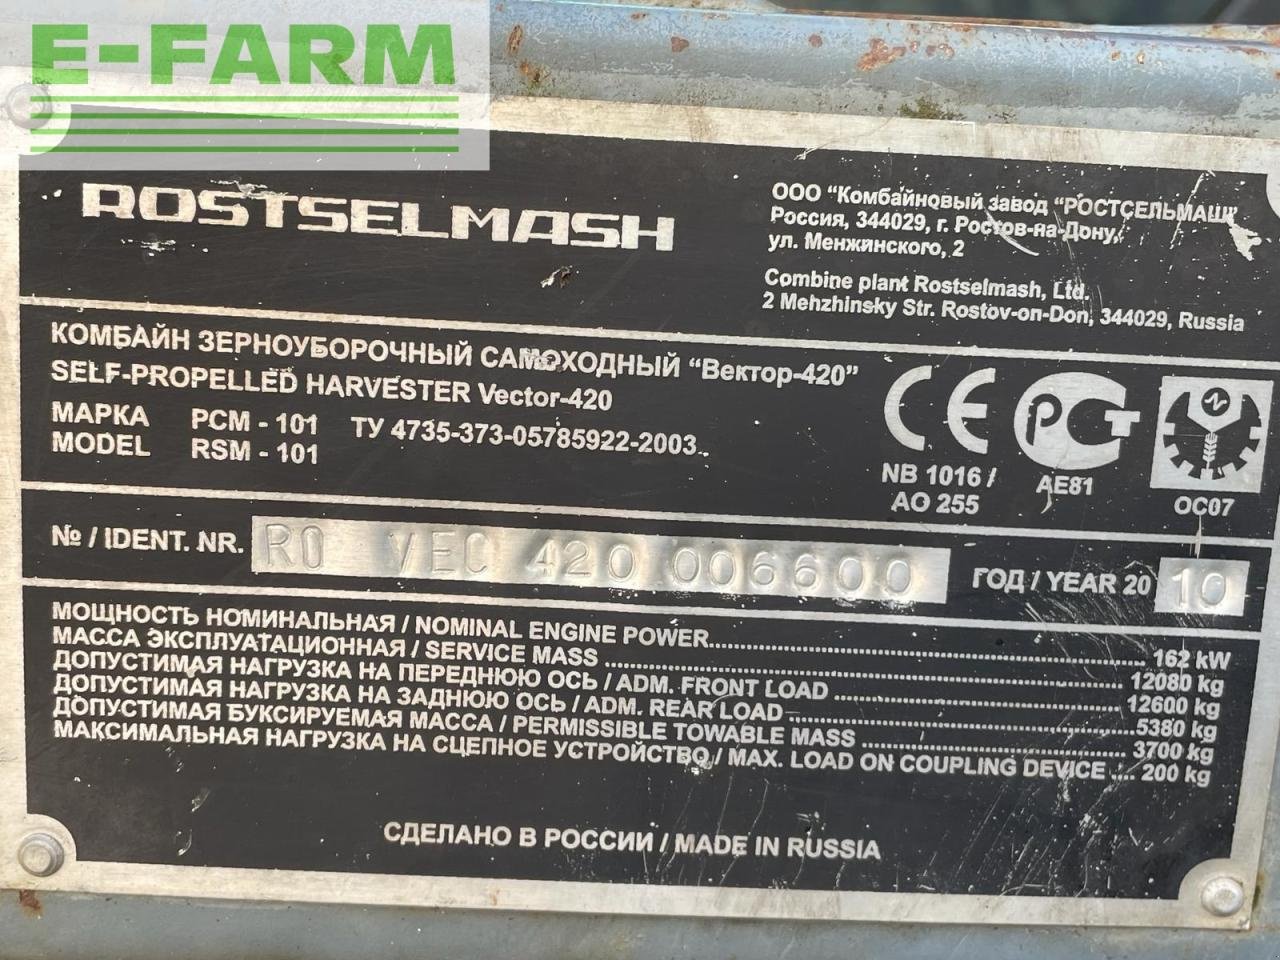 E-FARM
ROSTSELMASH
ООО "Комбайновый завод "РОСТСЕЛЬМАШ"
Россия, 344029, г. Ростов-на-Дону,
ул. Менжинского, 2
Combine plant Rostselmash, Ltd.
2 Mehzhinsky Str. Rostov-on-Don, 344029, Russia
КОМБАЙН ЗЕРНОУБОРОЧНЫЙ САМОХОДНЫЙ "Вектор-420"
SELF-PROPELLED HARVESTER Vector-420
МАРКА РСМ - 101 ТУ 4735-373-05785922-2003
MODEL RSM - 101
CE
NB 1016 /
AO 255
РСТ
АЕ81
ОС07
№ / IDENT. NR. RO VEC 420 006600 ГОД / YEAR 20 10
МОЩНОСТЬ НОМИНАЛЬНАЯ / NOMINAL ENGINE POWER 162 kW
МАССА ЭКСПЛУАТАЦИОННАЯ / SERVICE MASS 12080 kg
ДОПУСТИМАЯ НАГРУЗКА НА ПЕРЕДНЮЮ ОСЬ / ADM. FRONT LOAD 12600 kg
ДОПУСТИМАЯ НАГРУЗКА НА ЗАДНЮЮ ОСЬ / ADM. REAR LOAD 5380 kg
ДОПУСТИМАЯ БУКСИРУЕМАЯ МАССА / PERMISSIBLE TOWABLE MASS 3700 kg
МАКСИМАЛЬНАЯ НАГРУЗКА НА СЦЕПНОЕ УСТРОЙСТВО / MAX. LOAD ON COUPLING DEVICE .... 200 kg
СДЕЛАНО В РОССИИ / MADE IN RUSSIA